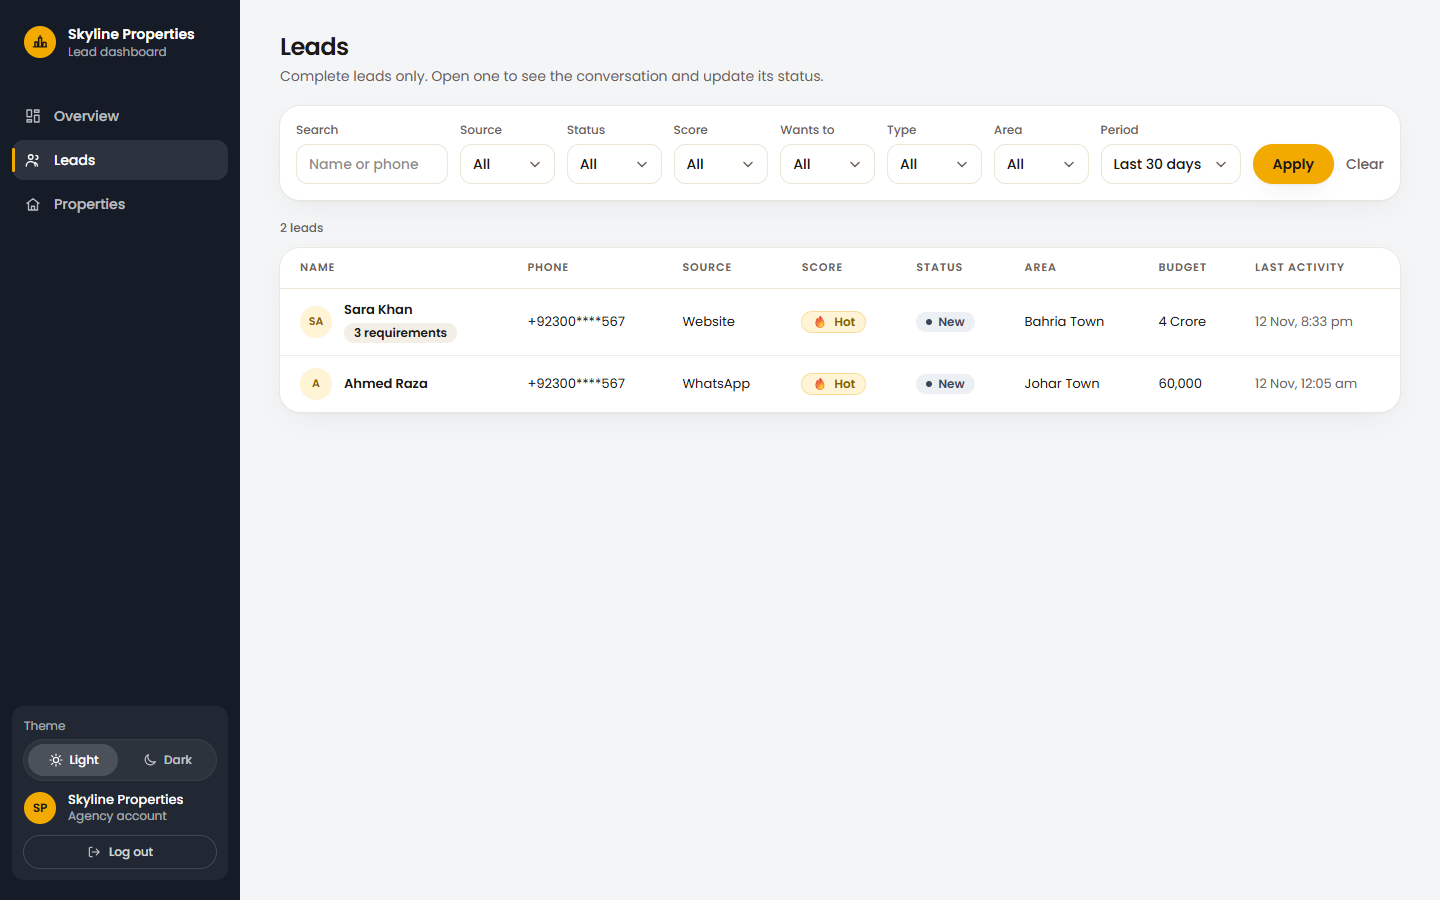 Skyline Properties
Lead dashboard
Overview
Leads
Properties
Theme
Light Dark
SP Skyline Properties
Agency account
Log out
Leads
Complete leads only. Open one to see the conversation and update its status.
Search Source Status Score Wants to Type Area Period
Name or phone All All All All All All Last 30 days Apply Clear
2 leads
NAME PHONE SOURCE SCORE STATUS AREA BUDGET LAST ACTIVITY
SA Sara Khan +92300****567 Website Hot New Bahria Town 4 Crore 12 Nov, 8:33 pm
3 requirements
A Ahmed Raza +92300****567 WhatsApp Hot New Johar Town 60,000 12 Nov, 12:05 am